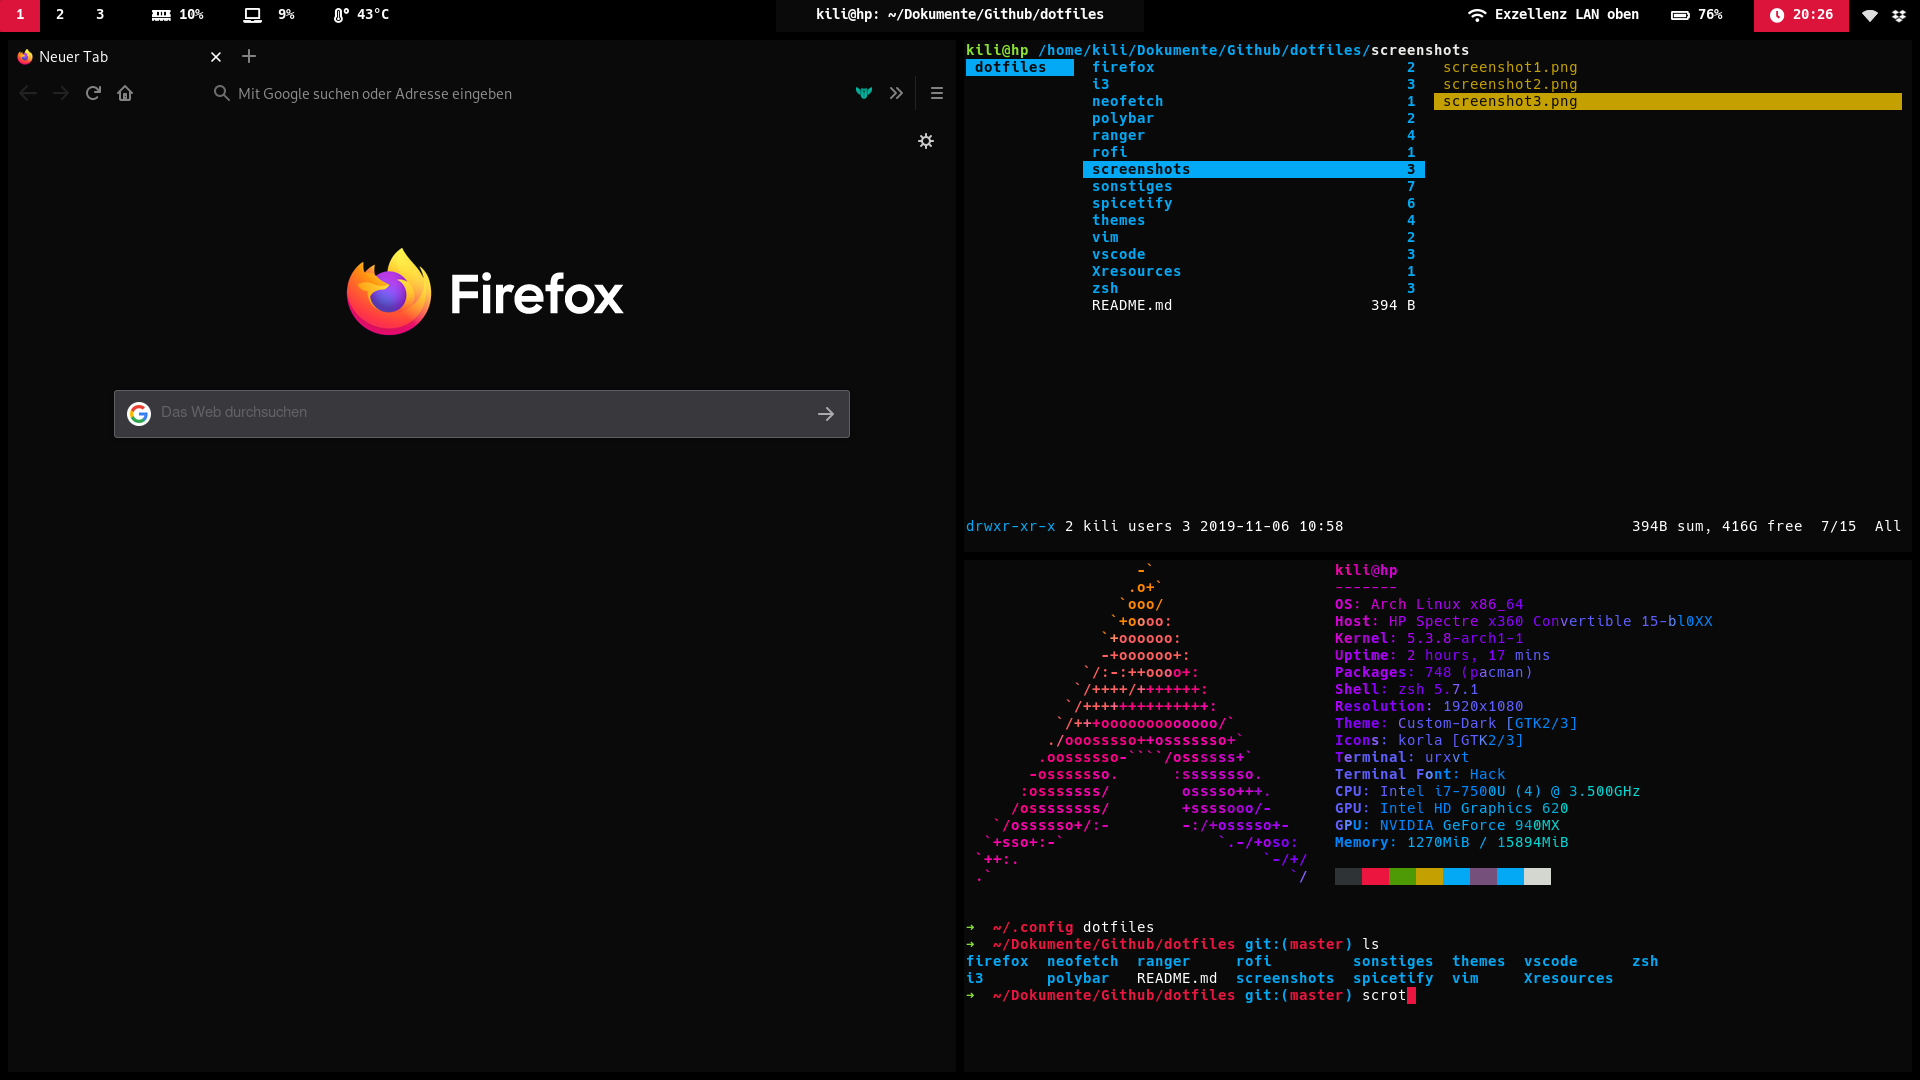 1 2 3 10% 9% 43°C kili@hp: ~/Dokumente/Github/dotfiles Exzellenz LAN oben 76% 20:26
Neuer Tab
Mit Google suchen oder Adresse eingeben
Firefox
Das Web durchsuchen
kili@hp /home/kili/Dokumente/Github/dotfiles/screenshots
dotfiles firefox 2 screenshot1.png
i3 3 screenshot2.png
neofetch 1 screenshot3.png
polybar 2
ranger 4
rofi 1
screenshots 3
sonstiges 7
spicetify 6
themes 4
vim 2
vscode 3
Xresources 1
zsh 3
README.md 394 B
drwxr-xr-x 2 kili users 3 2019-11-06 10:58 394B sum, 416G free 7/15 All
-` kili@hp
.o+` -------
`ooo/ OS: Arch Linux x86_64
`+oooo: Host: HP Spectre x360 Convertible 15-bl0XX
`+oooooo: Kernel: 5.3.8-arch1-1
-+oooooo+: Uptime: 2 hours, 17 mins
`/:-:++oooo+: Packages: 748 (pacman)
`/++++/+++++++: Shell: zsh 5.7.1
`/++++++++++++++: Resolution: 1920x1080
`/+++ooooooooooooo/` Theme: Custom-Dark [GTK2/3]
./ooosssso++osssssso+` Icons: korla [GTK2/3]
.oossssso-````/ossssss+` Terminal: urxvt
-osssssso. :ssssssso. Terminal Font: Hack
:osssssss/ osssso+++. CPU: Intel i7-7500U (4) @ 3.500GHz
/ossssssss/ +ssssooo/- GPU: Intel HD Graphics 620
`/ossssso+/:- -:/+osssso+- GPU: NVIDIA GeForce 940MX
`+sso+:-` `.-/+oso: Memory: 1270MiB / 15894MiB
`++:. `-/+/
.` `/
➜ ~/.config dotfiles
➜ ~/Dokumente/Github/dotfiles git:(master) ls
firefox neofetch ranger rofi sonstiges themes vscode zsh
i3 polybar README.md screenshots spicetify vim Xresources
➜ ~/Dokumente/Github/dotfiles git:(master) scrot